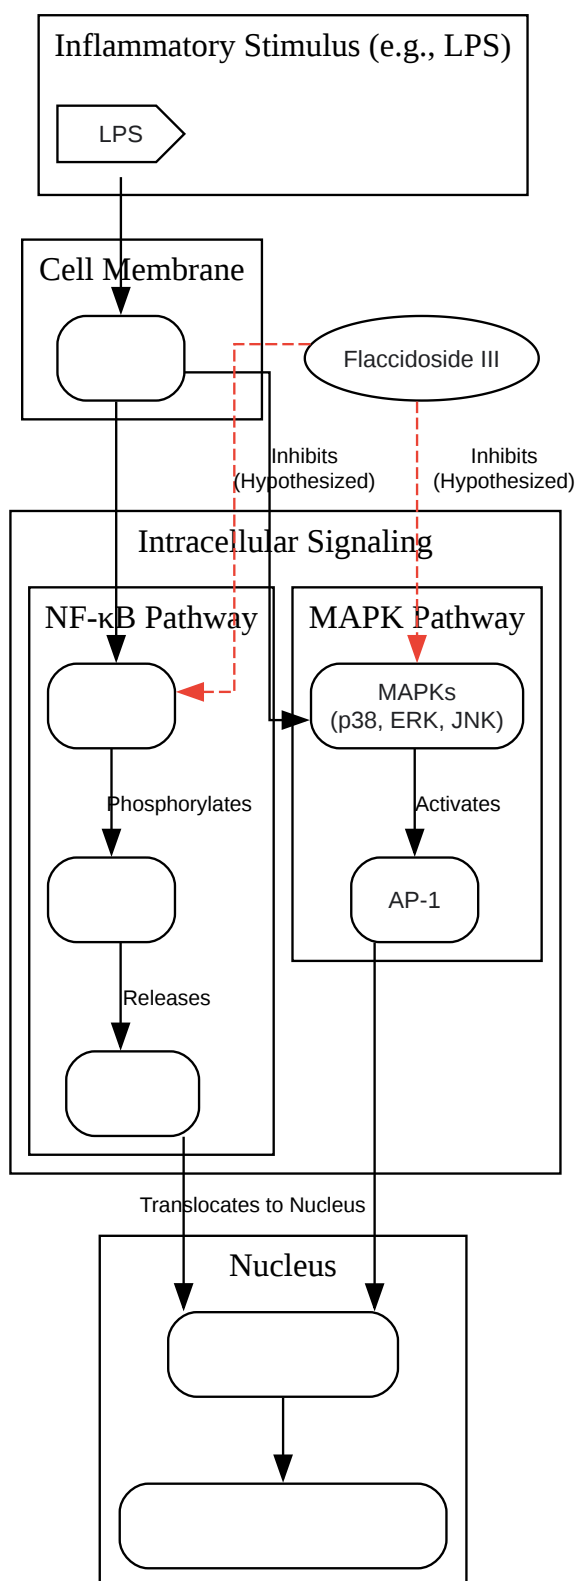 Inflammatory Stimulus (e.g., LPS)
LPS
Cell Membrane
Flaccidoside III
Inhibits
(Hypothesized)
Inhibits
(Hypothesized)
Intracellular Signaling
NF-κB Pathway
MAPK Pathway
MAPKs
(p38, ERK, JNK)
Phosphorylates
Activates
AP-1
Releases
Translocates to Nucleus
Nucleus